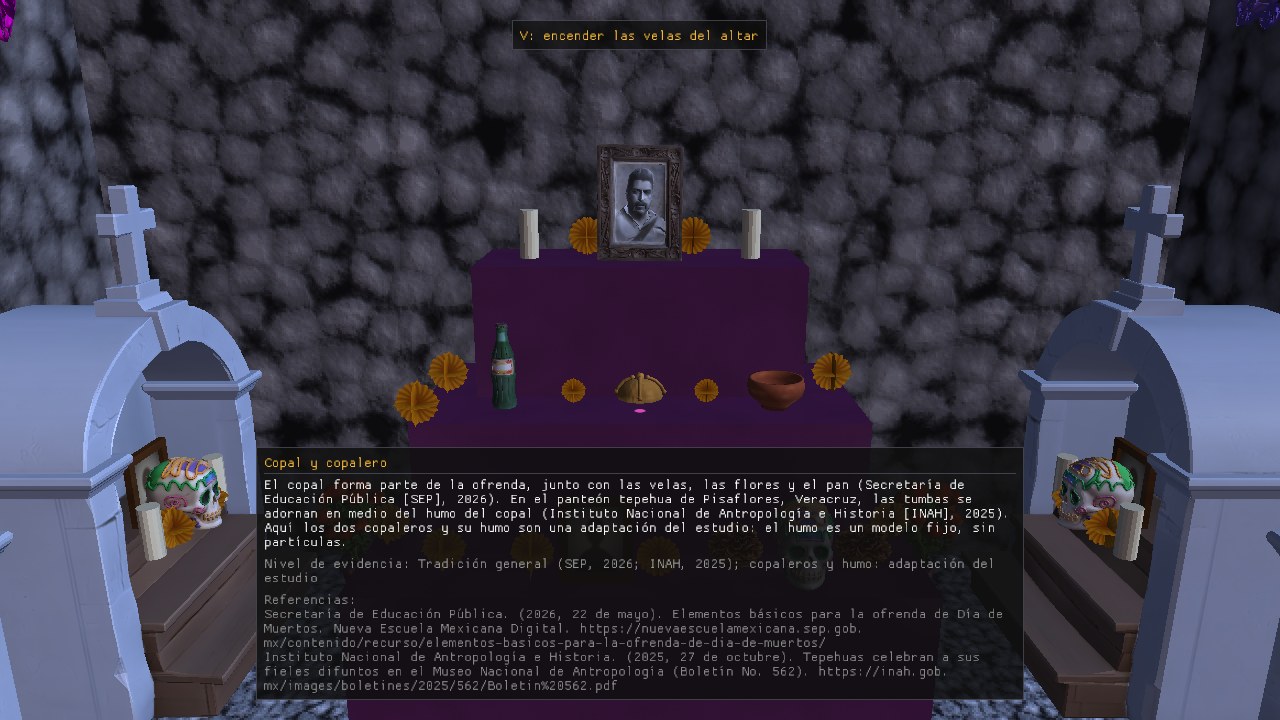 V: encender las velas del altar
Copal y copalero
El copal forma parte de la ofrenda, junto con las velas, las flores y el pan (Secretaría de
Educación Pública [SEP], 2026). En el panteón tepehua de Pisaflores, Veracruz, las tumbas se
adornan en medio del humo del copal (Instituto Nacional de Antropología e Historia [INAH], 2025).
Aquí los dos copaleros y su humo son una adaptación del estudio: el humo es un modelo fijo, sin
partículas.
Nivel de evidencia: Tradición general (SEP, 2026; INAH, 2025); copaleros y humo: adaptación del
estudio
Referencias:
Secretaría de Educación Pública. (2026, 22 de mayo). Elementos básicos para la ofrenda de Día de
Muertos. Nueva Escuela Mexicana Digital. https://nuevaescuelamexicana.sep.gob.
mx/contenido/recurso/elementos-basicos-para-la-ofrenda-de-dia-de-muertos/
Instituto Nacional de Antropología e Historia. (2025, 27 de octubre). Tepehuas celebran a sus
fieles difuntos en el Museo Nacional de Antropología (Boletín No. 562). https://inah.gob.
mx/images/boletines/2025/562/Boletin%20562.pdf